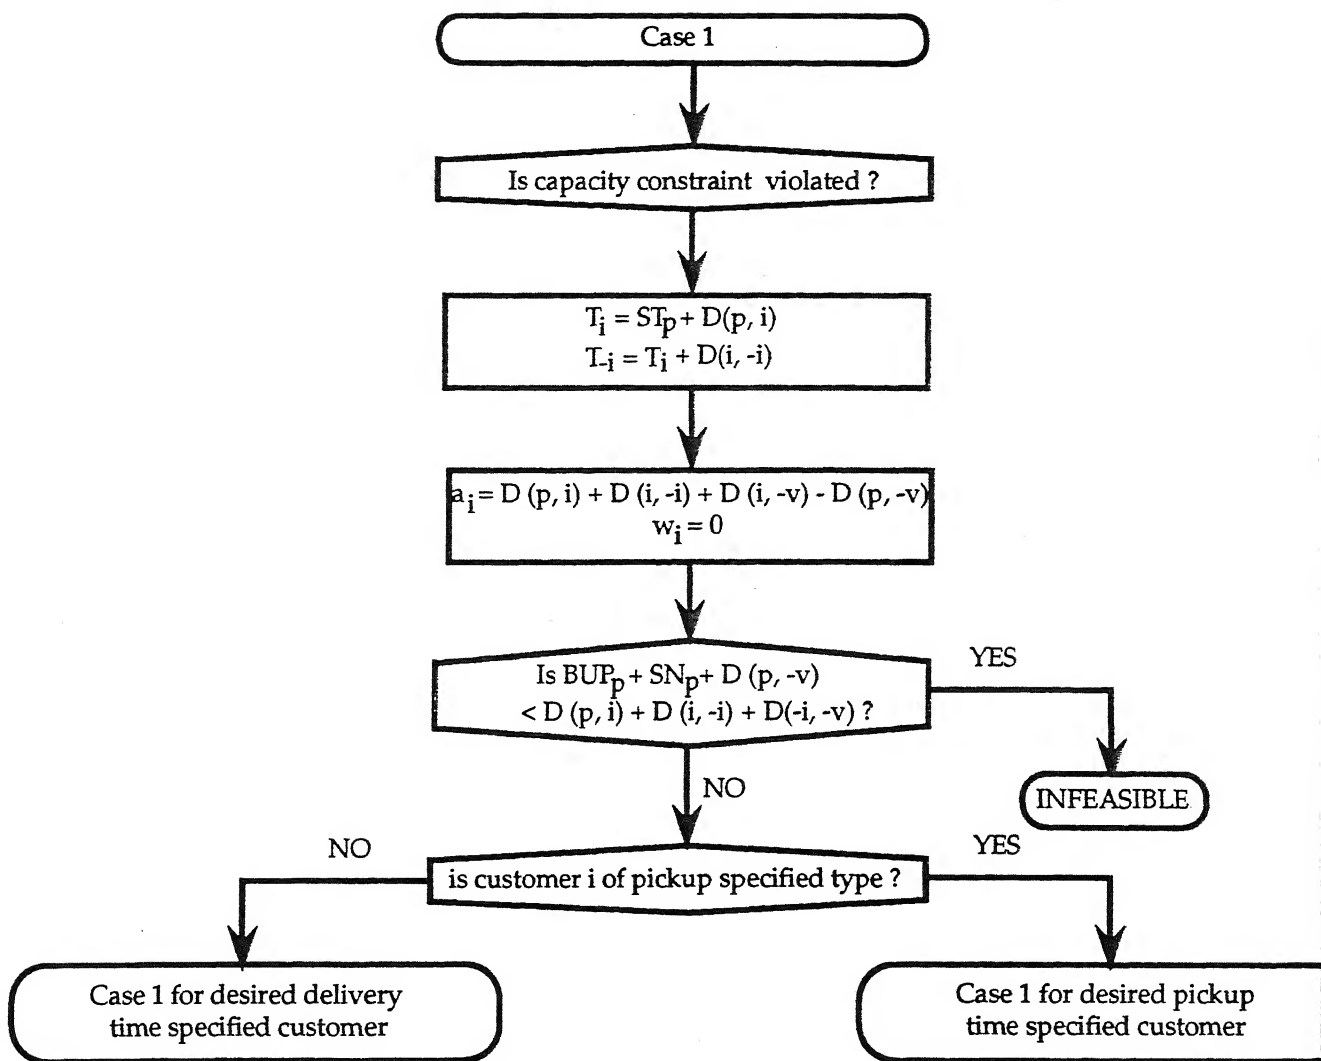 Case 1
Is capacity constraint violated ?
Ti = STp + D(p, i)
T-i = Ti + D(i, -i)
ai = D (p, i) + D (i, -i) + D (i, -v) - D (p, -v)
wi = 0
Is BUPp + SNp + D (p, -v)
< D (p, i) + D (i, -i) + D(-i, -v) ?
YES
NO
INFEASIBLE
NO
YES
is customer i of pickup specified type ?
Case 1 for desired delivery
time specified customer
Case 1 for desired pickup
time specified customer